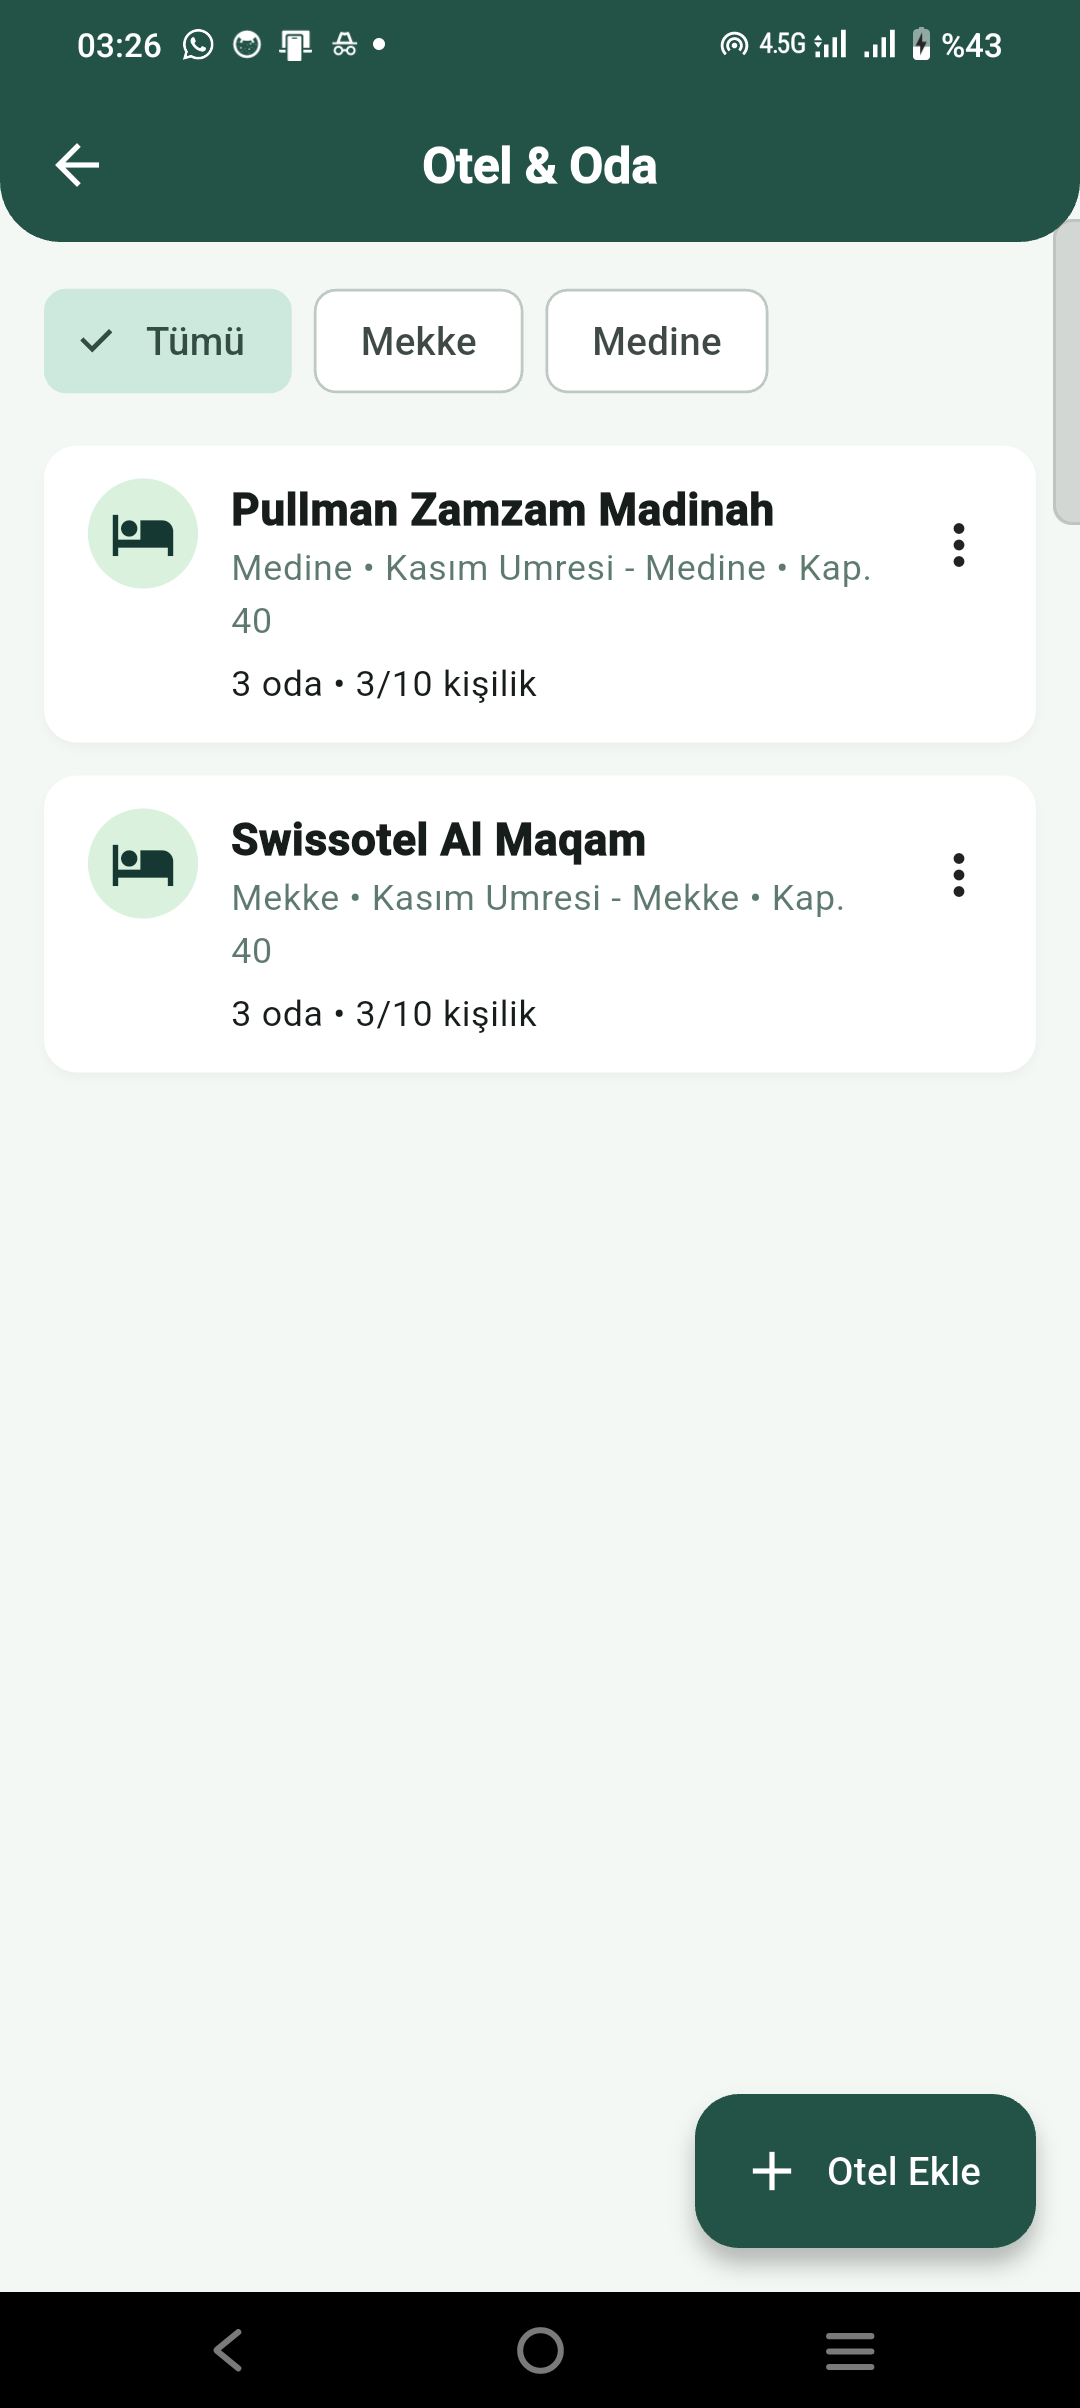 03:26
4.5G %43
Otel & Oda
Tümü
Mekke
Medine
Pullman Zamzam Madinah
Medine • Kasım Umresi - Medine • Kap.
40
3 oda • 3/10 kişilik
Swissotel Al Maqam
Mekke • Kasım Umresi - Mekke • Kap.
40
3 oda • 3/10 kişilik
Otel Ekle